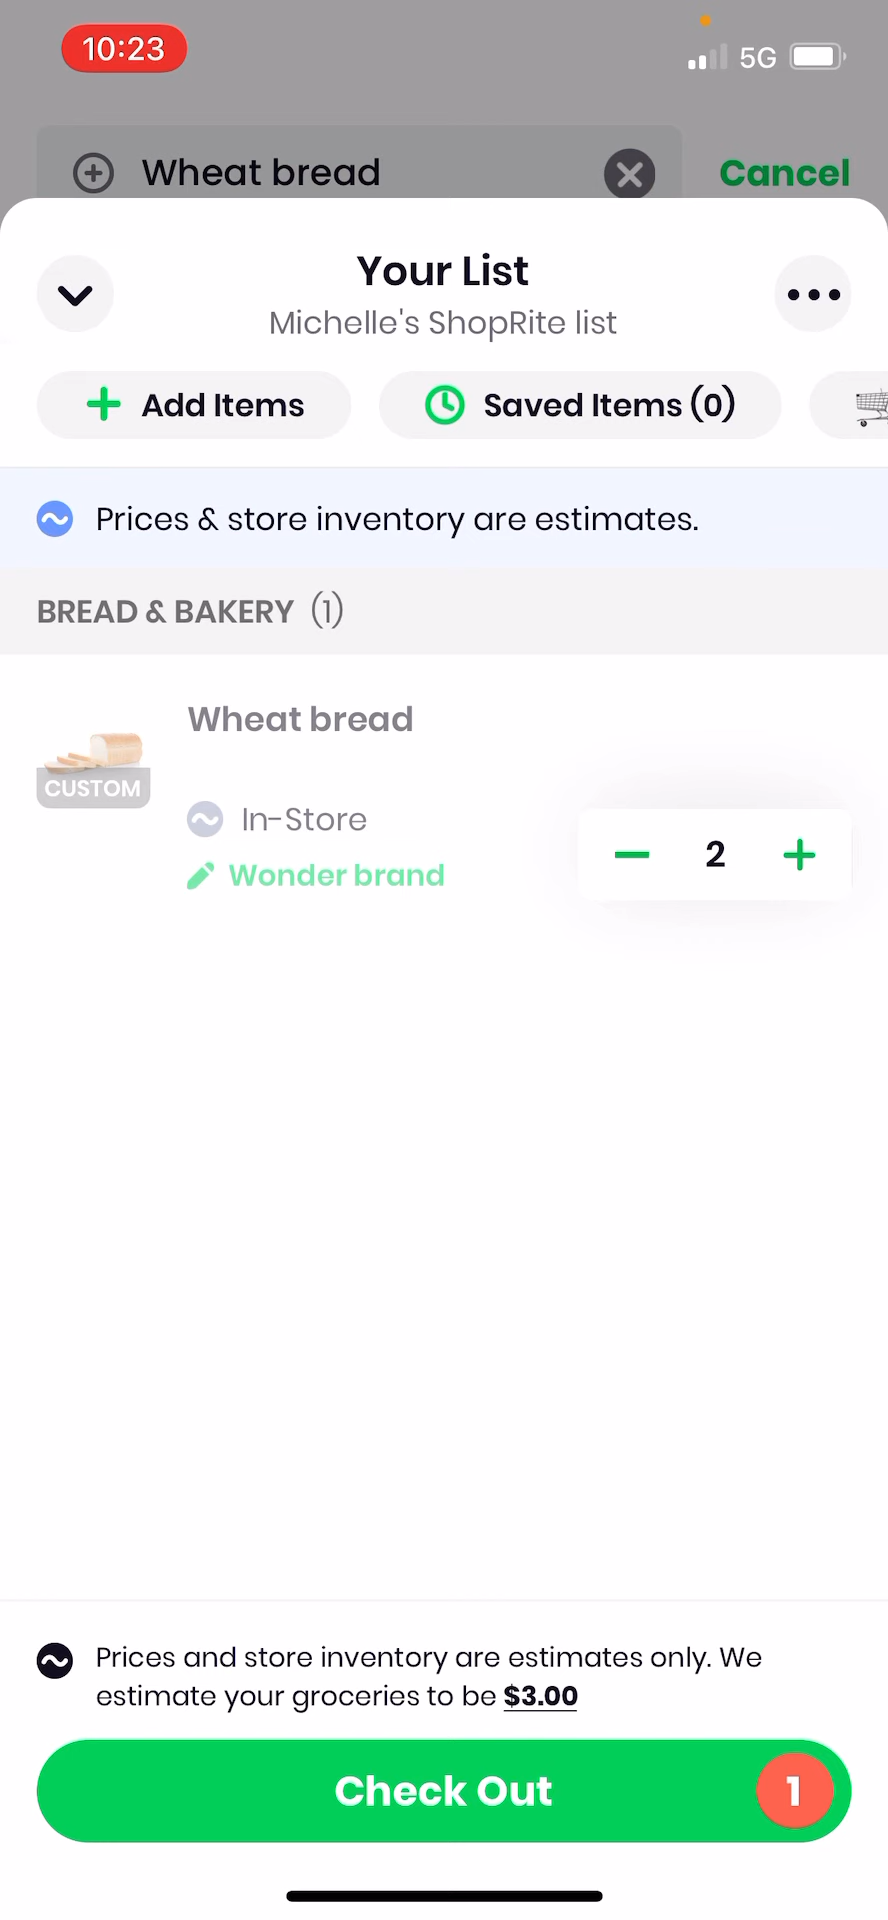 10:23
5G
Wheat bread
Cancel
Your List
Michelle's ShopRite list
Add Items
Saved Items (0)
Prices & store inventory are estimates.
BREAD & BAKERY (1)
Wheat bread
CUSTOM
In-Store
2
Wonder brand
Prices and store inventory are estimates only. We
estimate your groceries to be $3.00
Check Out
1